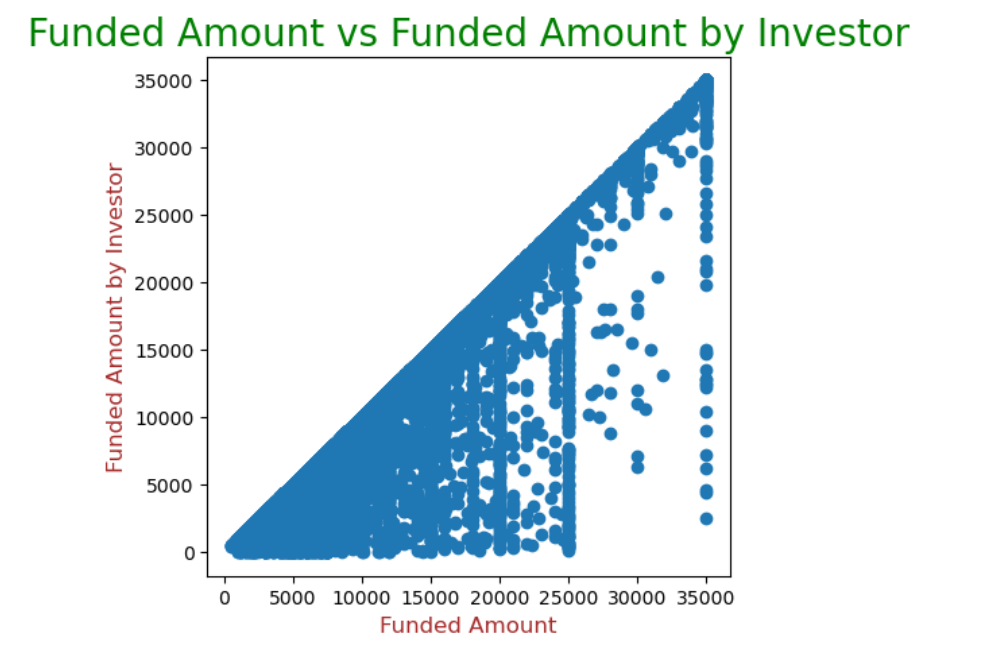 Funded Amount vs Funded Amount by Investor
35000
30000
25000
20000
15000
10000
5000
0
Funded Amount by Investor
0 5000 10000 15000 20000 25000 30000 35000
Funded Amount